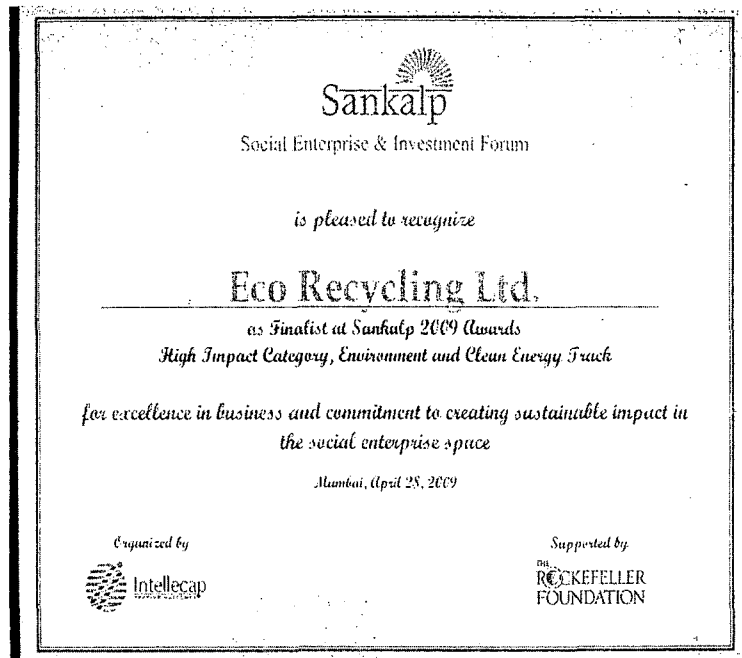 Sankalp
Social Enterprise & Investment Forum
is pleased to recognize
Eco Recycling Ltd.
as Finalist at Sankalp 2009 Awards
High Impact Category, Environment and Clean Energy Track
for excellence in business and commitment to creating sustainable impact in
the social enterprise space
Mumbai, April 28, 2009
Organized by
Intellecap
Supported by
THE
ROCKEFELLER
FOUNDATION